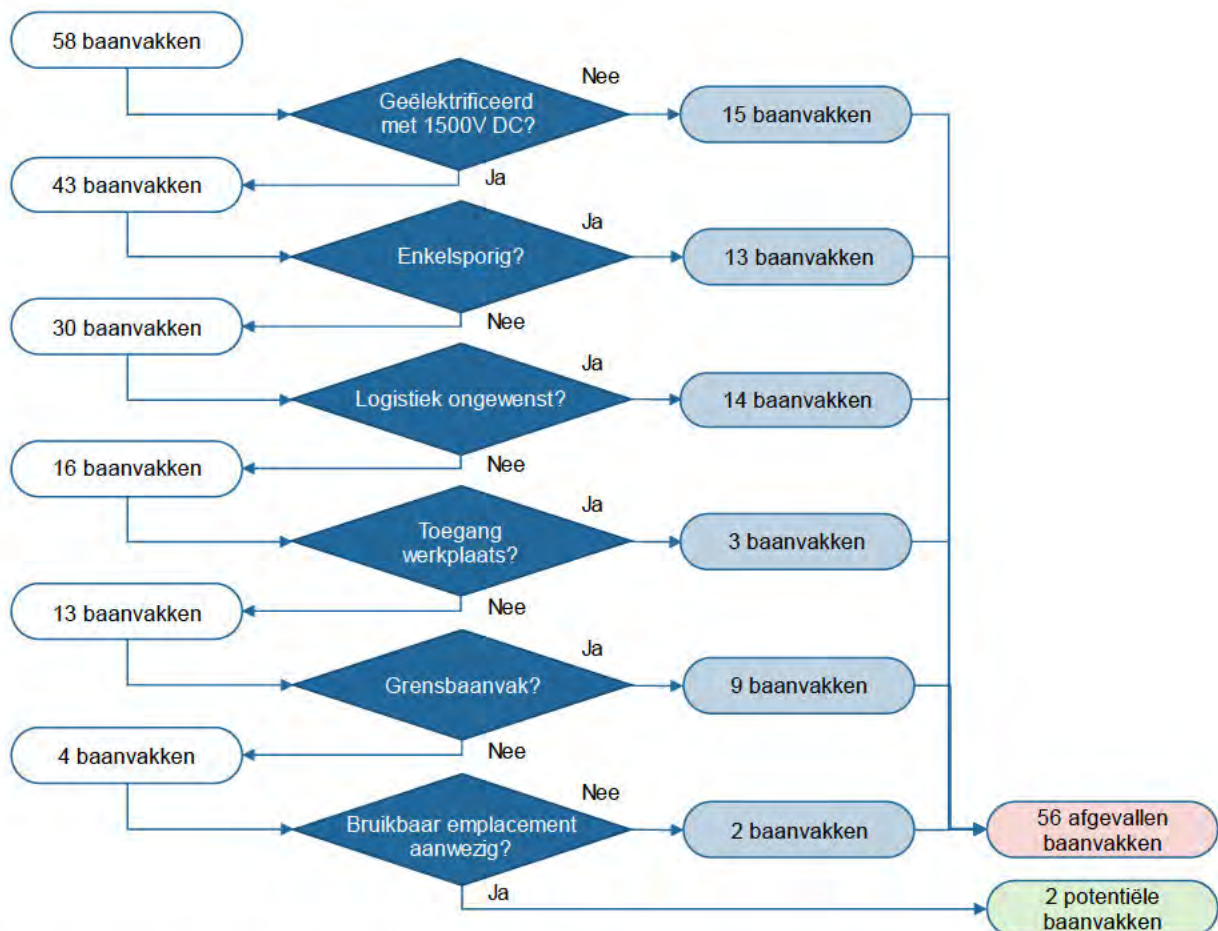 58 baanvakken
Nee
Geëlektrificeerd
met 1500V DC?
15 baanvakken
Ja
43 baanvakken
Ja
Enkelsporig?
13 baanvakken
Nee
30 baanvakken
Ja
Logistiek ongewenst?
14 baanvakken
Nee
16 baanvakken
Ja
Toegang
werkplaats?
3 baanvakken
Nee
13 baanvakken
Ja
Grensbaanvak?
9 baanvakken
Nee
4 baanvakken
Nee
Bruikbaar emplacement
aanwezig?
2 baanvakken
56 afgevallen
baanvakken
Ja
2 potentiële
baanvakken